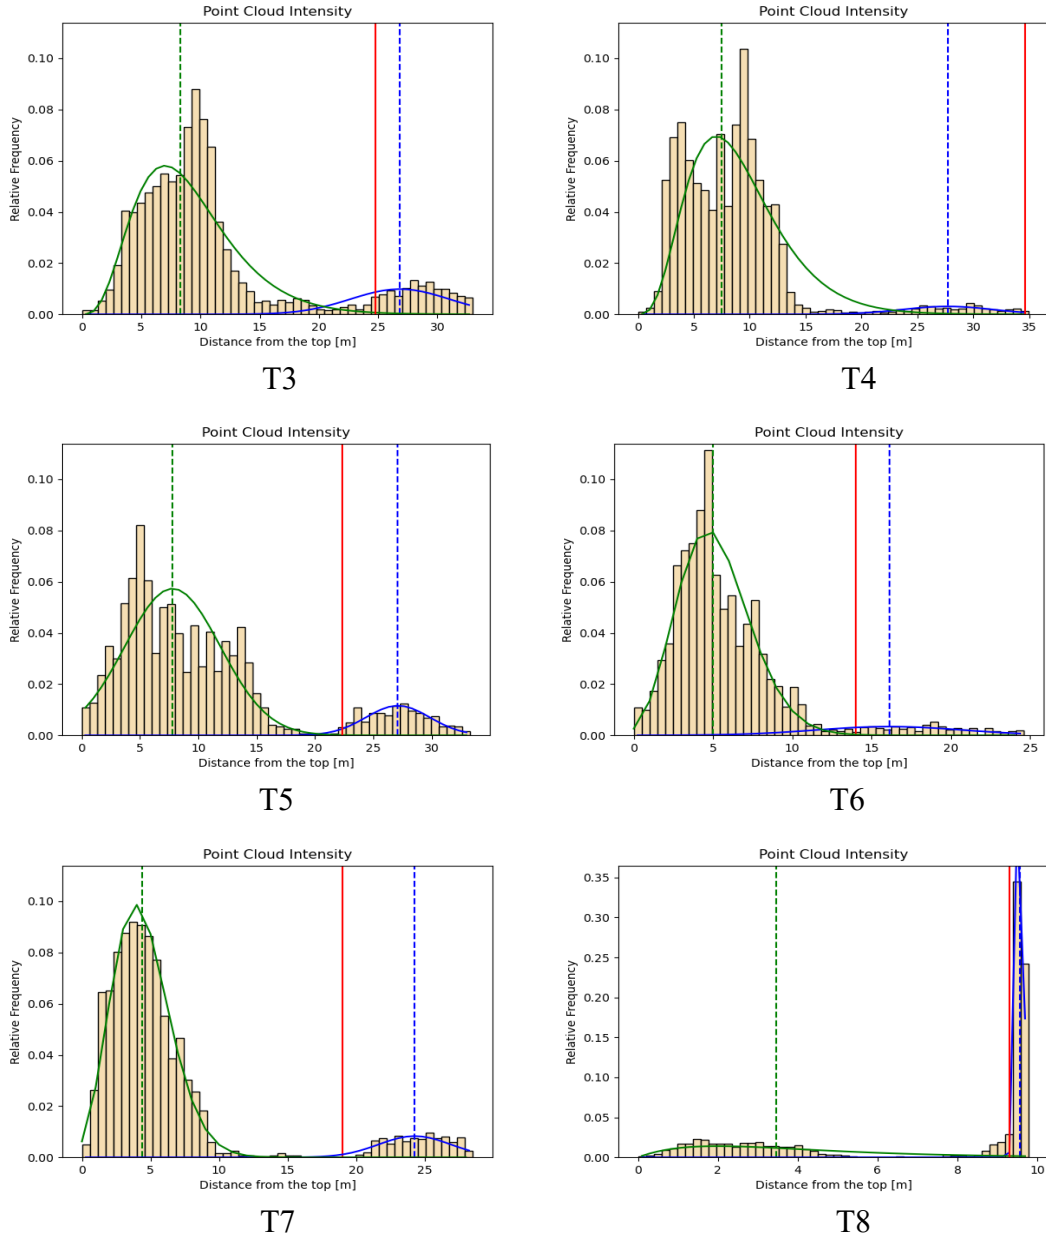 Point Cloud Intensity
Point Cloud Intensity
Relative Frequency
0.10
0.08
0.06
0.04
0.02
0.00
0 5 10 15 20 25 30
Distance from the top [m]
Relative Frequency
0.10
0.08
0.06
0.04
0.02
0.00
0 5 10 15 20 25 30 35
Distance from the top [m]
T3
T4
Point Cloud Intensity
Point Cloud Intensity
Relative Frequency
0.10
0.08
0.06
0.04
0.02
0.00
0 5 10 15 20 25 30
Distance from the top [m]
Relative Frequency
0.10
0.08
0.06
0.04
0.02
0.00
0 5 10 15 20 25
Distance from the top [m]
T5
T6
Point Cloud Intensity
Point Cloud Intensity
Relative Frequency
0.10
0.08
0.06
0.04
0.02
0.00
0 5 10 15 20 25
Distance from the top [m]
Relative Frequency
0.35
0.30
0.25
0.20
0.15
0.10
0.05
0.00
0 2 4 6 8 10
Distance from the top [m]
T7
T8